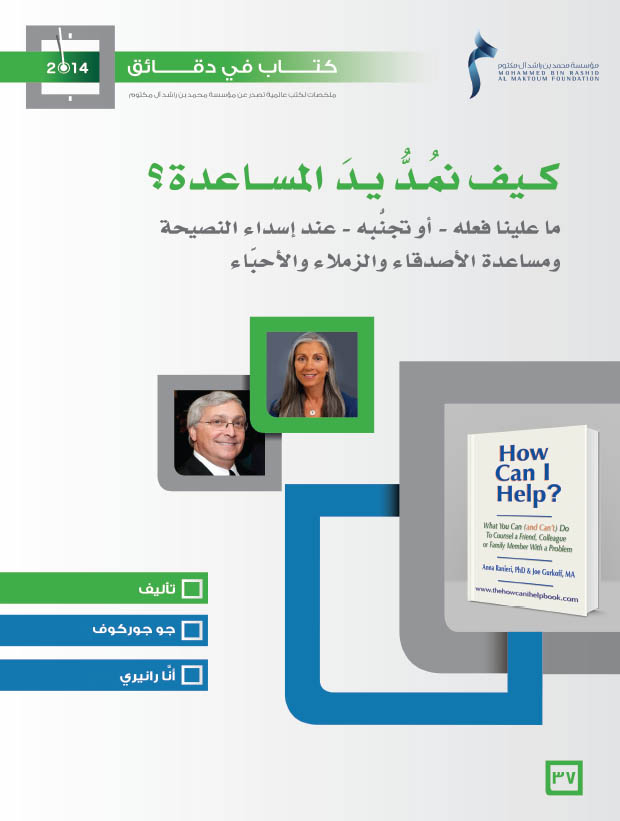 2014
كتـــاب في دقـــائق
ملخصات لكتب عالمية تصدر عن مؤسسة محمد بن راشد آل مكتوم
مؤسسة محمد بن راشد آل مكتوم
MOHAMMED BIN RASHID
AL MAKTOUM FOUNDATION
كيف نمُدُّ يدَ المساعدة؟
ما علينا فعله - أو تجنُّبه - عند إسداء النصيحة
ومساعدة الأصدقاء والزملاء والأحبّاء
How
Can I
Help?
What You Can (and Can't) Do
To Counsel a Friend, Colleague
or Family Member With a Problem
Anna Ranieri, PhD & Joe Gurkoff, MA
www.thehowcanihelpbook.com
تأليف
جو جوركوف
أنَّا رانيري
٣٧